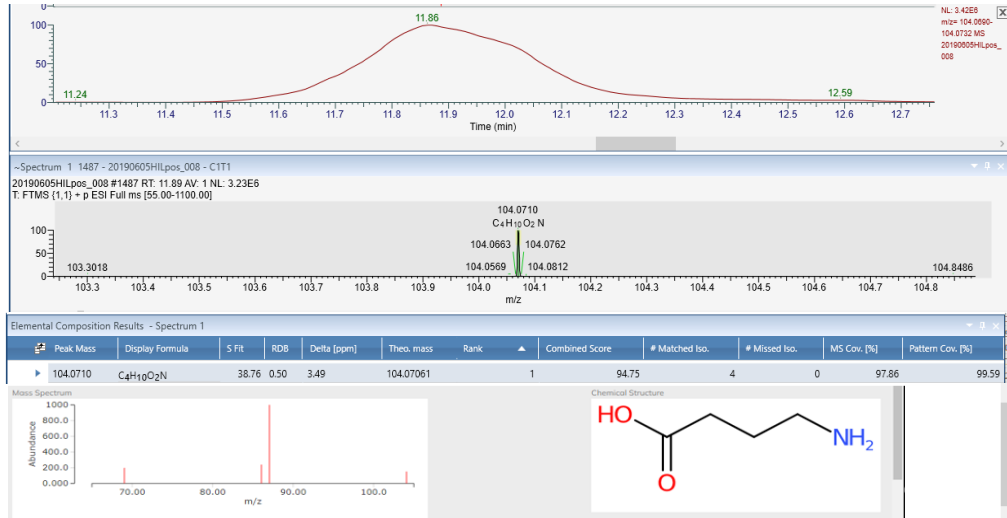 0
100
50
0
11.24
11.86
12.59
11.3 11.4 11.5 11.6 11.7 11.8 11.9 12.0 12.1 12.2 12.3 12.4 12.5 12.6 12.7
Time (min)
NL: 3.42E6
m/z= 104.0690-
104.0732 MS
20190605HILpos_
008
~Spectrum 1 1487 - 20190605HILpos_008 - C1T1
20190605HILpos_008 #1487 RT: 11.89 AV: 1 NL: 3.23E6
T: FTMS {1,1} + p ESI Full ms [55.00-1100.00]
104.0710
C₄H₁₀O₂N
100
50
0
104.0663 104.0762
103.3018 104.0569 104.0812 104.8486
103.3 103.4 103.5 103.6 103.7 103.8 103.9 104.0 104.1 104.2 104.3 104.4 104.5 104.6 104.7 104.8
m/z
Elemental Composition Results - Spectrum 1
Peak Mass Display Formula S Fit RDB Delta [ppm] Theo. mass Rank Combined Score # Matched Iso. # Missed Iso. MS Cov. [%] Pattern Cov. [%]
104.0710 C₄H₁₀O₂N 38.76 0.50 3.49 104.07061 1 94.75 4 0 97.86 99.59
Mass Spectrum
Abundance
1000
800.0
600.0
400.0
200.0
0.000
70.00 80.00 90.00 100.0
m/z
Chemical Structure
HO
NH₂
O